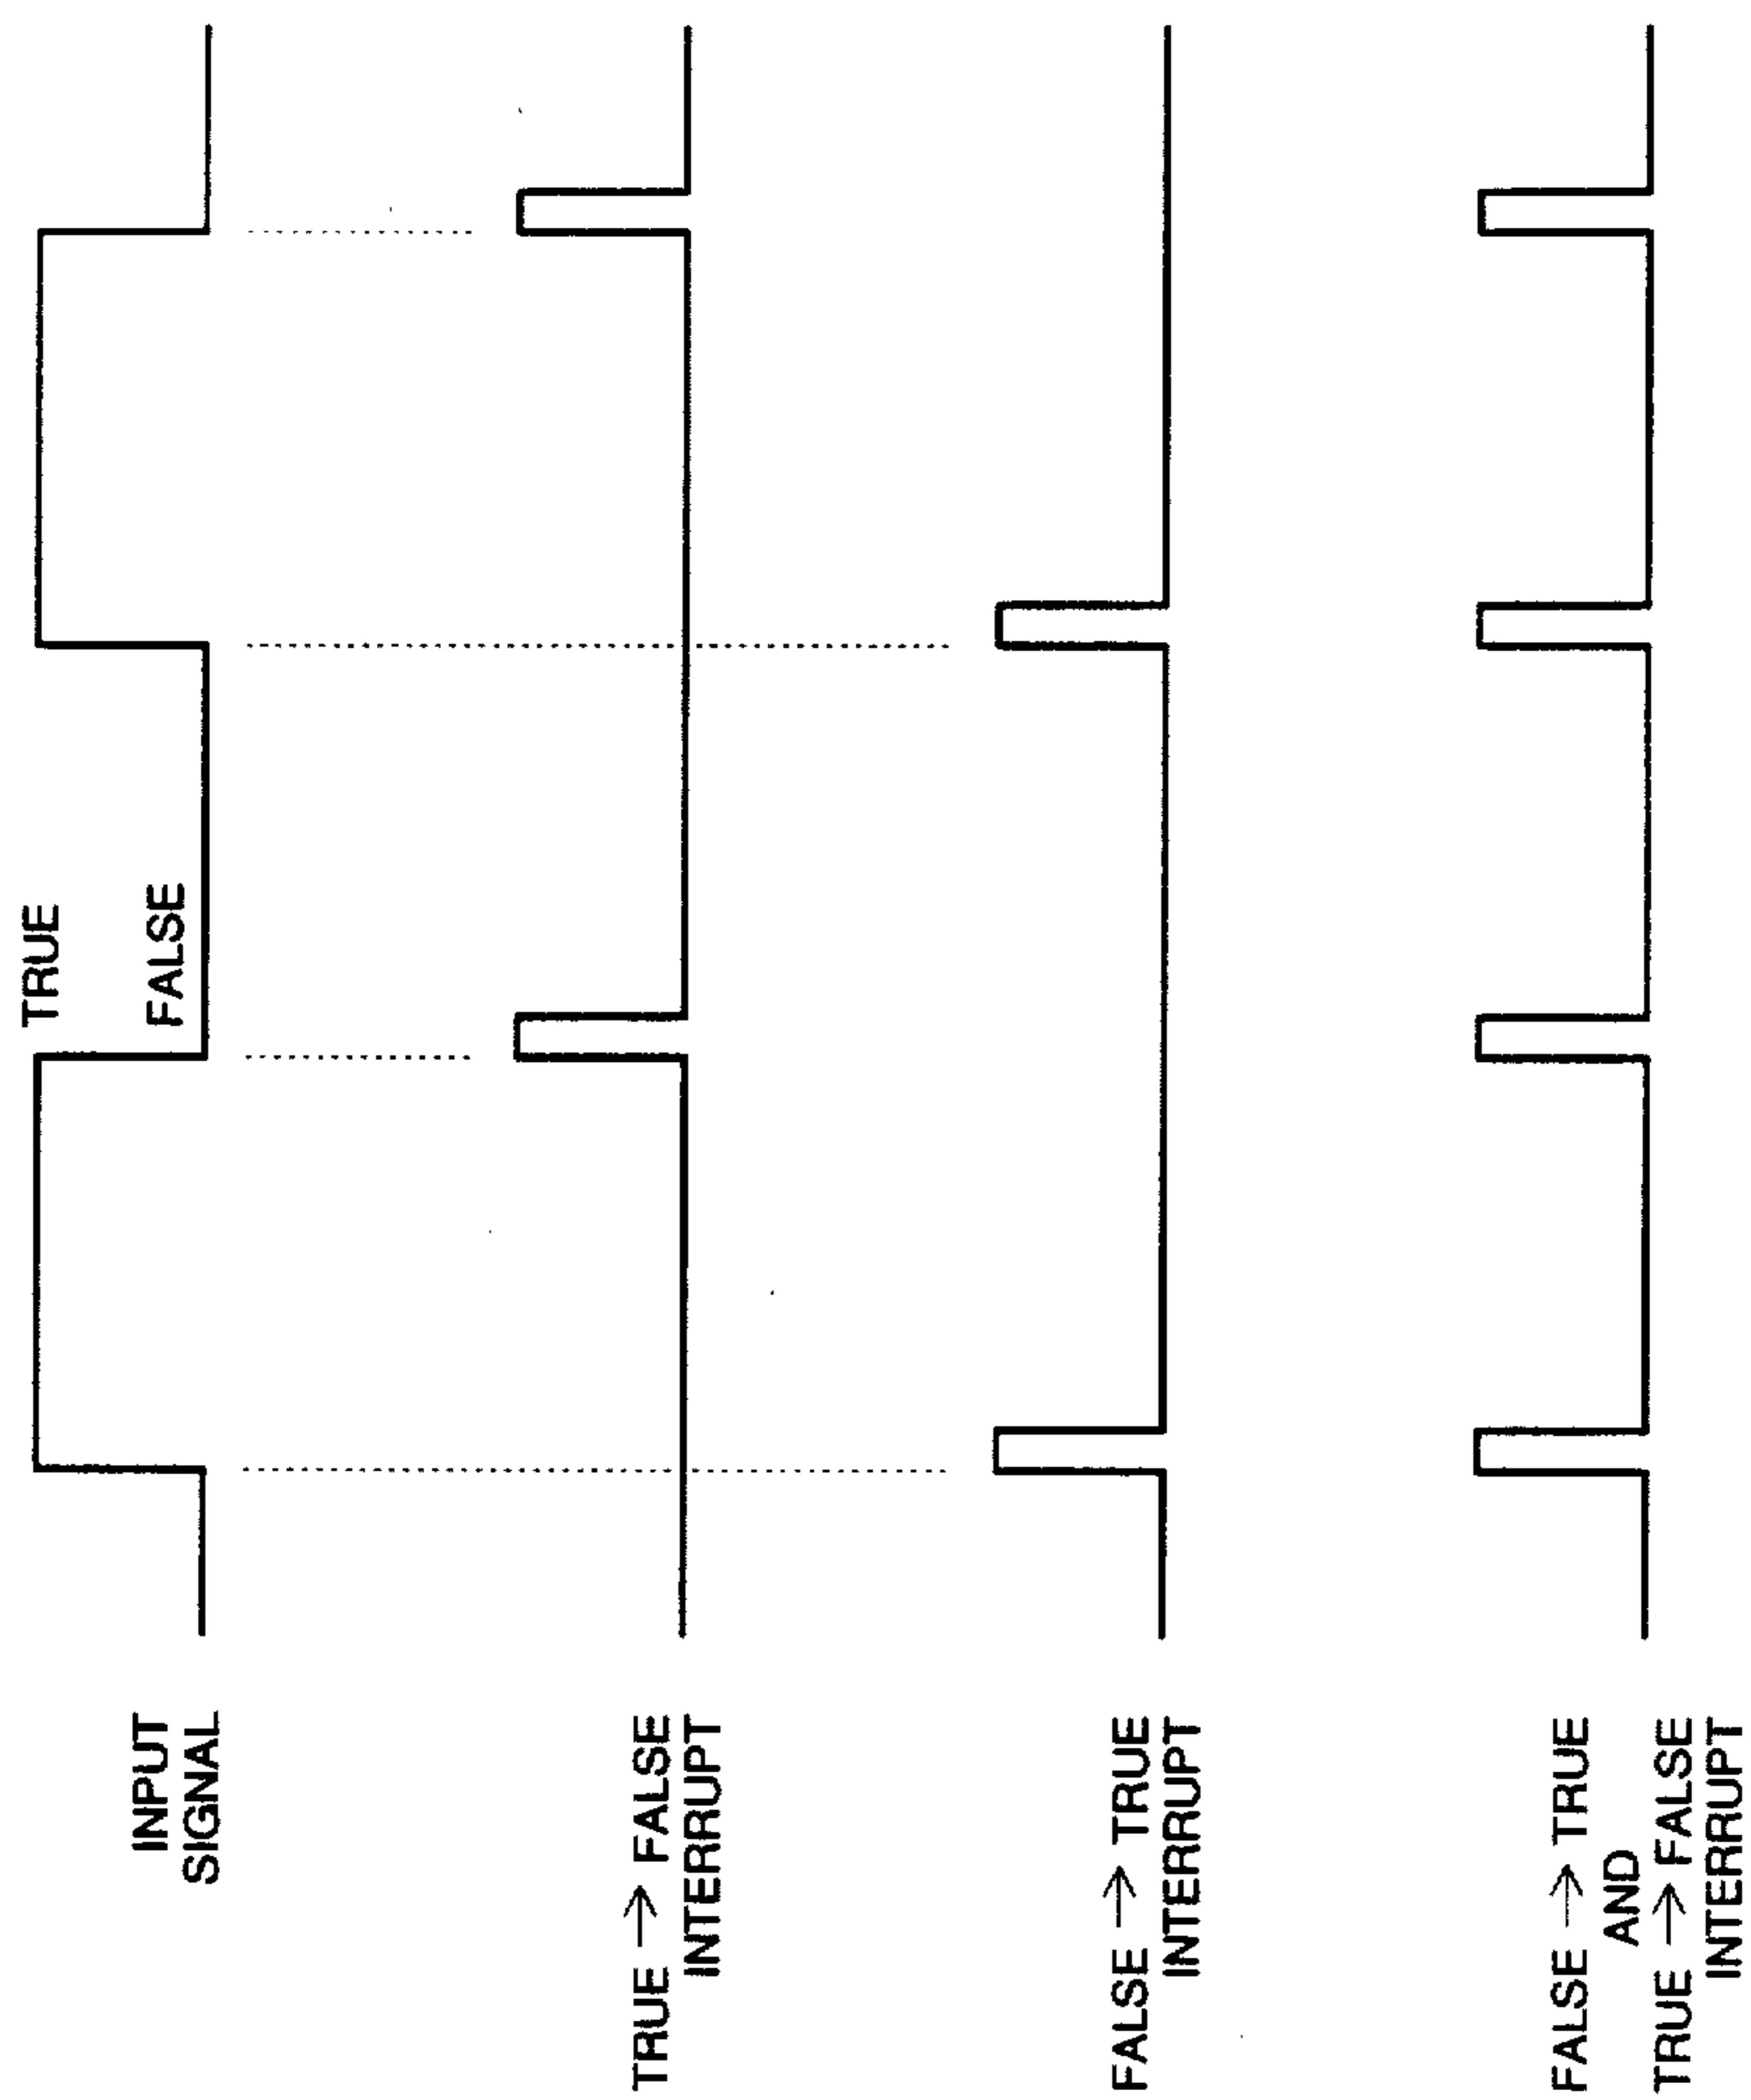 TRUE
FALSE
INPUT
SIGNAL
TRUE → FALSE
INTERRUPT
FALSE → TRUE
INTERRUPT
FALSE → TRUE
AND
TRUE → FALSE
INTERRUPT